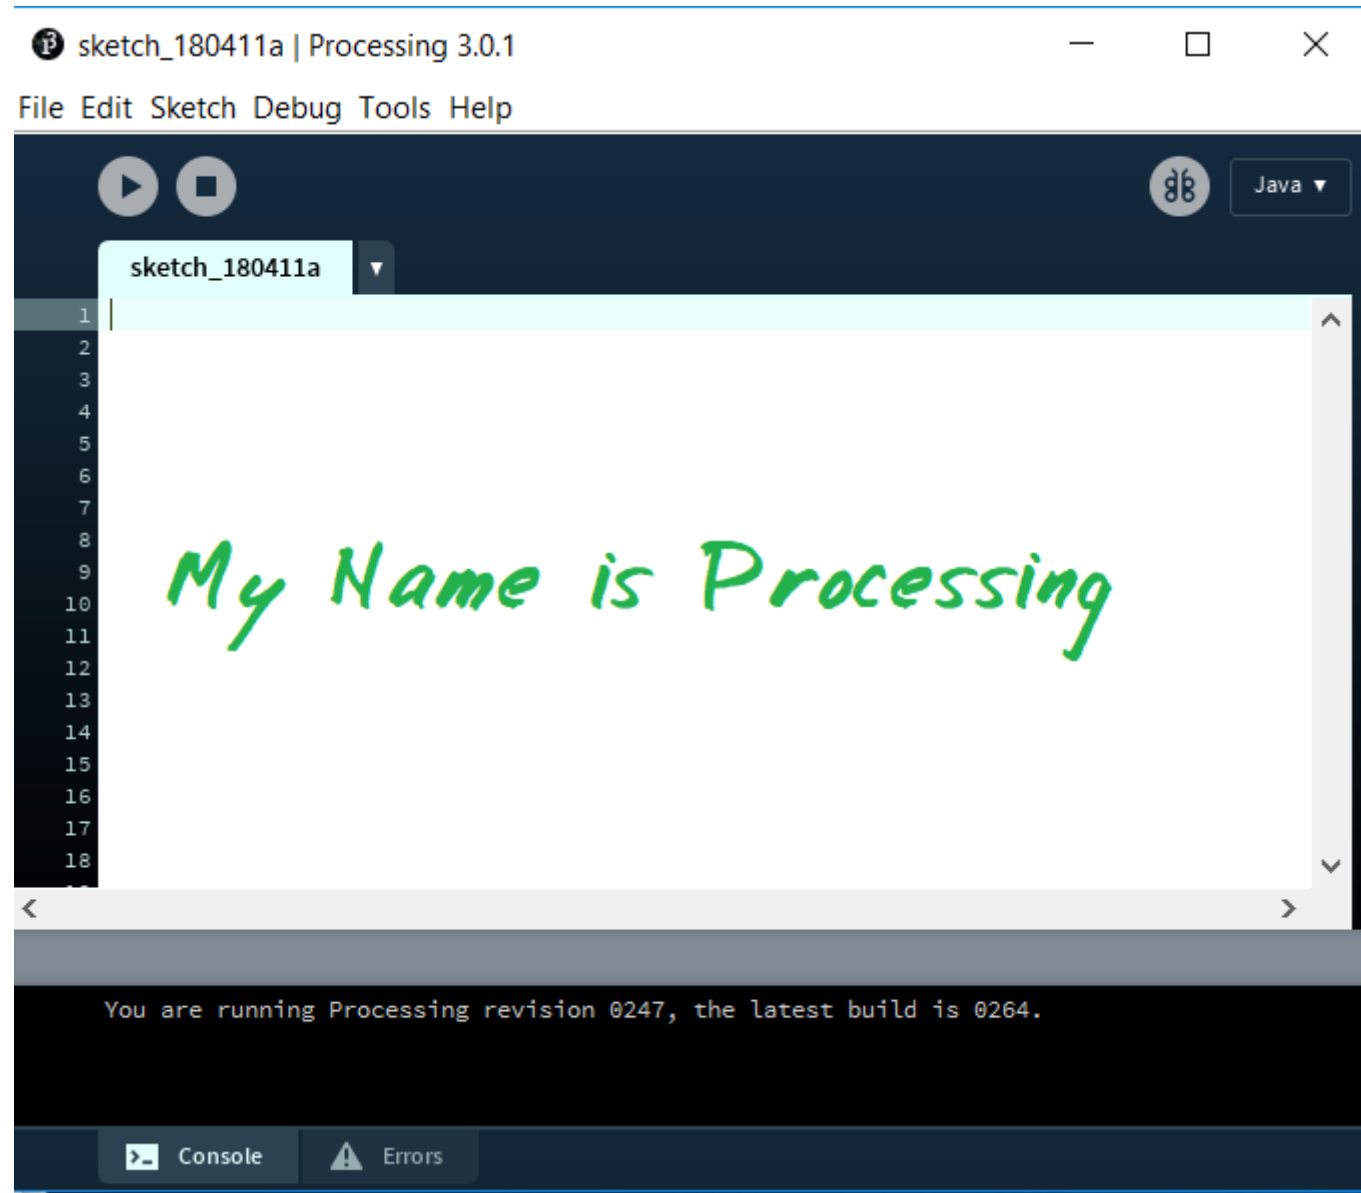 sketch_180411a | Processing 3.0.1
File Edit Sketch Debug Tools Help
Java ▼
sketch_180411a ▼
1
2
3
4
5
6
7
8
9
10
11
12
13
14
15
16
17
18
My Name is Processing
You are running Processing revision 0247, the latest build is 0264.
Console Errors